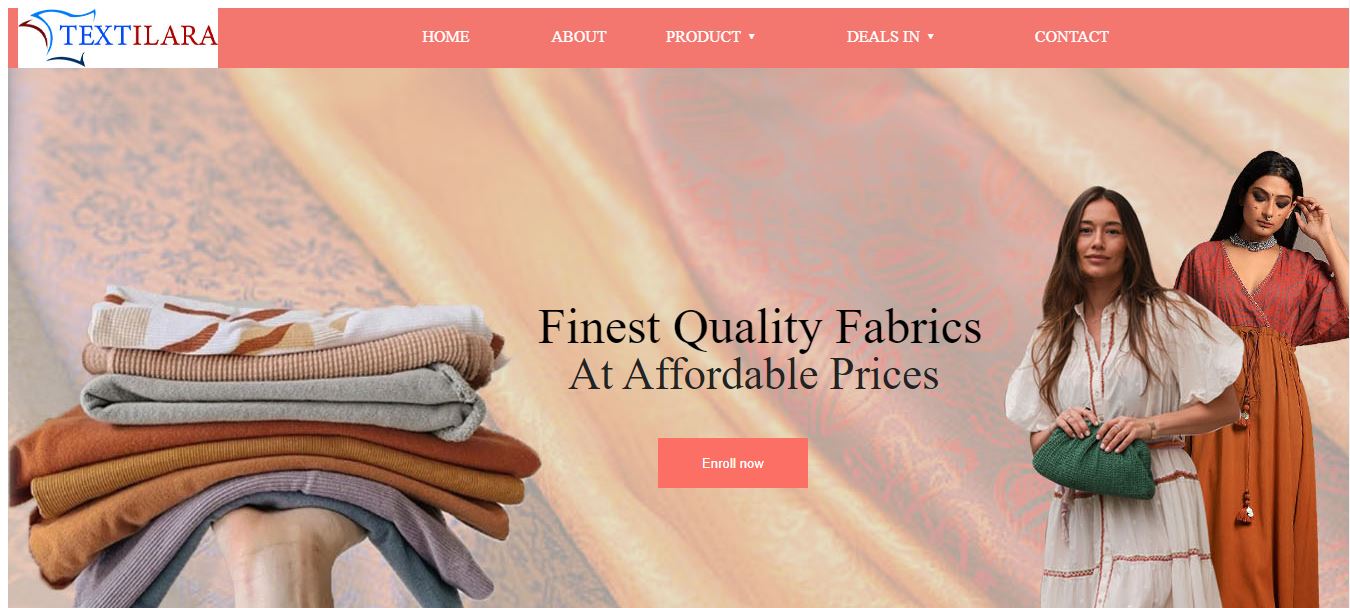 TEXTILARA
HOME ABOUT PRODUCT ▼ DEALS IN ▼ CONTACT
Finest Quality Fabrics
At Affordable Prices
Enroll now